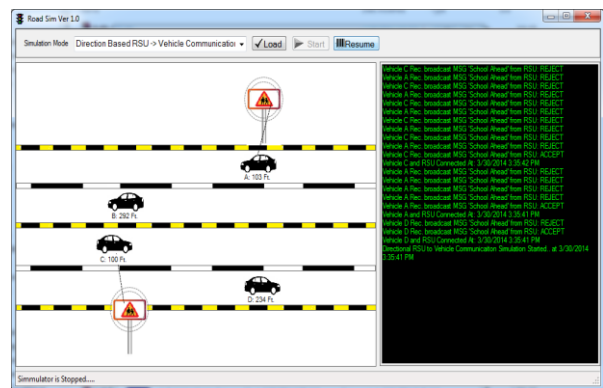 Road Sim Ver 1.0
Simulation Mode Direction Based RSU -> Vehicle Communication Load Start Resume
A: 103 Ft.
B: 282 Ft.
C: 100 Ft.
D: 234 Ft.
Vehicle C Rec. broadcast MSG 'School Ahead' from RSU: REJECT
Vehicle A Rec. broadcast MSG 'School Ahead' from RSU: REJECT
Vehicle A Rec. broadcast MSG 'School Ahead' from RSU: REJECT
Vehicle C Rec. broadcast MSG 'School Ahead' from RSU: REJECT
Vehicle C Rec. broadcast MSG 'School Ahead' from RSU: REJECT
Vehicle C Rec. broadcast MSG 'School Ahead' from RSU: REJECT
Vehicle A Rec. broadcast MSG 'School Ahead' from RSU: REJECT
Vehicle A Rec. broadcast MSG 'School Ahead' from RSU: REJECT
Vehicle C Rec. broadcast MSG 'School Ahead' from RSU: REJECT
Vehicle A Rec. broadcast MSG 'School Ahead' from RSU: REJECT
Vehicle C Rec. broadcast MSG 'School Ahead' from RSU: ACCEPT
Vehicle C and RSU Connected At: 3/30/2014 3:35:42 PM
Vehicle A Rec. broadcast MSG 'School Ahead' from RSU: REJECT
Vehicle A Rec. broadcast MSG 'School Ahead' from RSU: REJECT
Vehicle A Rec. broadcast MSG 'School Ahead' from RSU: REJECT
Vehicle A Rec. broadcast MSG 'School Ahead' from RSU: REJECT
Vehicle A Rec. broadcast MSG 'School Ahead' from RSU: ACCEPT
Vehicle A and RSU Connected At: 3/30/2014 3:35:41 PM
Vehicle D Rec. broadcast MSG 'School Ahead' from RSU: REJECT
Vehicle D Rec. broadcast MSG 'School Ahead' from RSU: ACCEPT
Vehicle D and RSU Connected At: 3/30/2014 3:35:41 PM
Directional RSU to Vehicle Communication Simulation Started.. at 3/30/2014
3:35:41 PM
Simmulator is Stopped.....